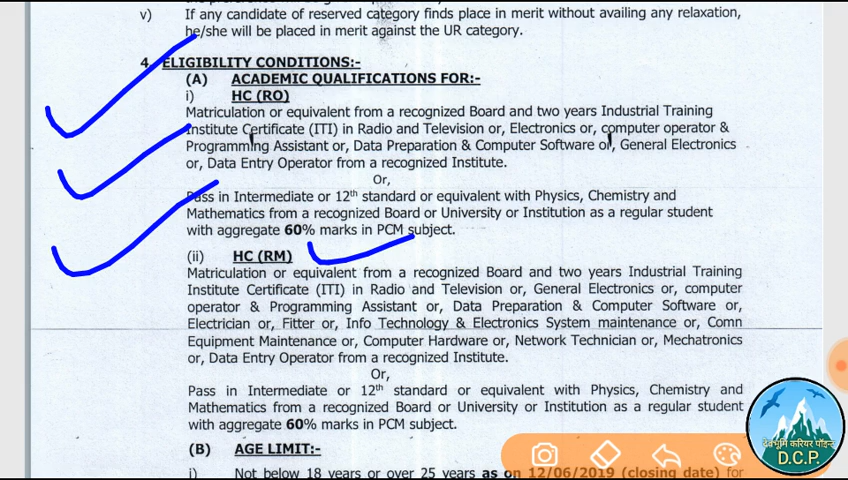 v) If any candidate of reserved category finds place in merit without availing any relaxation,
he/she will be placed in merit against the UR category.
4. ELIGIBILITY CONDITIONS:-
(A) ACADEMIC QUALIFICATIONS FOR:-
i) HC (RO)
Matriculation or equivalent from a recognized Board and two years Industrial Training
Institute Certificate (ITI) in Radio and Television or, Electronics or, computer operator &
Programming Assistant or, Data Preparation & Computer Software or, General Electronics
or, Data Entry Operator from a recognized Institute.
Or,
Pass in Intermediate or 12th standard or equivalent with Physics, Chemistry and
Mathematics from a recognized Board or University or Institution as a regular student
with aggregate 60% marks in PCM subject.
(ii) HC (RM)
Matriculation or equivalent from a recognized Board and two years Industrial Training
Institute Certificate (ITI) in Radio and Television or, General Electronics or, computer
operator & Programming Assistant or, Data Preparation & Computer Software or,
Electrician or, Fitter or, Info Technology & Electronics System maintenance or, Comn
Equipment Maintenance or, Computer Hardware or, Network Technician or, Mechatronics
or, Data Entry Operator from a recognized Institute.
Or,
Pass in Intermediate or 12th standard or equivalent with Physics, Chemistry and
Mathematics from a recognized Board or University or Institution as a regular student
with aggregate 60% marks in PCM subject.
(B) AGE LIMIT:-
i) Not below 18 years or over 25 years as on 12/06/2019 (closing date) for
देवभूमि करियर पॉइन्ट
D.C.P.